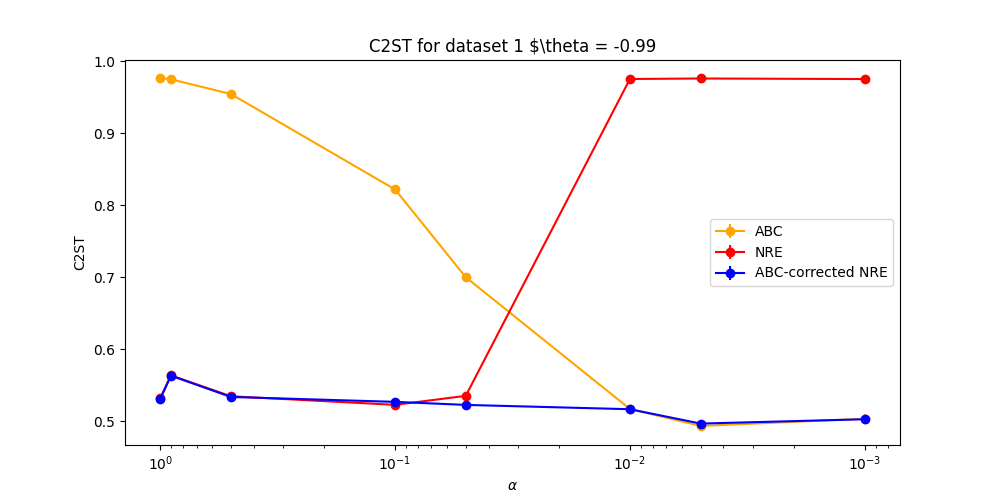 C2ST for dataset 1 $\theta = -0.99
C2ST
1.0
0.9
0.8
0.7
0.6
0.5
ABC
NRE
ABC-corrected NRE
10⁰
10⁻¹
10⁻²
10⁻³
α